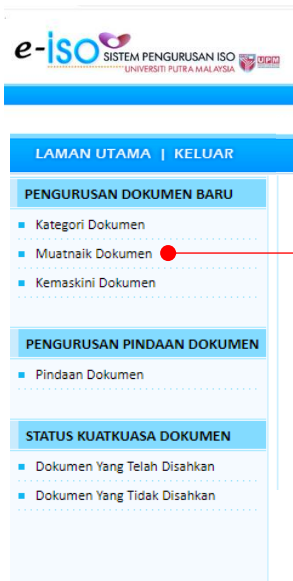 e-ISO SISTEM PENGURUSAN ISO UPM
UNIVERSITI PUTRA MALAYSIA
LAMAN UTAMA | KELUAR
PENGURUSAN DOKUMEN BARU
Kategori Dokumen
Muatnaik Dokumen
Kemaskini Dokumen
PENGURUSAN PINDAAN DOKUMEN
Pindaan Dokumen
STATUS KUATKUASA DOKUMEN
Dokumen Yang Telah Disahkan
Dokumen Yang Tidak Disahkan